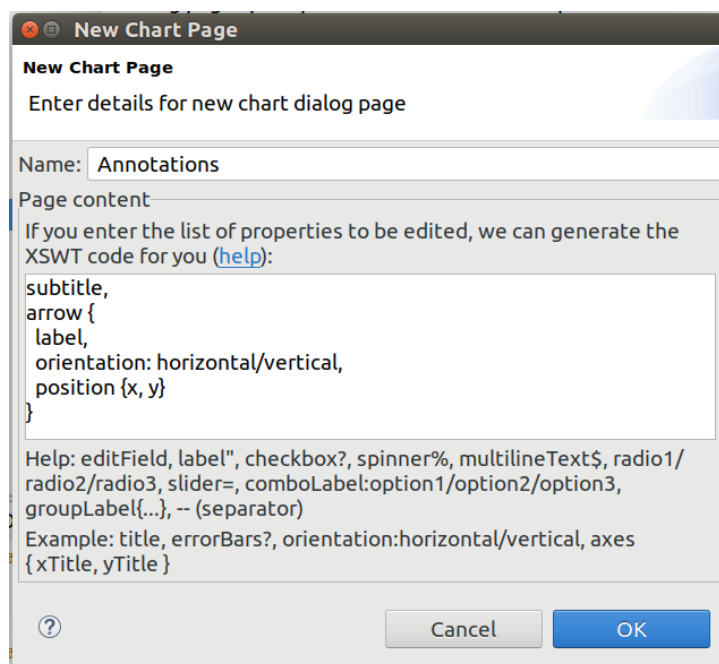 New Chart Page
New Chart Page
Enter details for new chart dialog page
Name: Annotations
Page content
If you enter the list of properties to be edited, we can generate the
XSWT code for you (help):
subtitle,
arrow {
label,
orientation: horizontal/vertical,
position {x, y}
}
Help: editField, label", checkbox?, spinner%, multilineText$, radio1/
radio2/radio3, slider=, comboLabel:option1/option2/option3,
groupLabel{...}, -- (separator)
Example: title, errorBars?, orientation:horizontal/vertical, axes
{ xTitle, yTitle }
Cancel OK